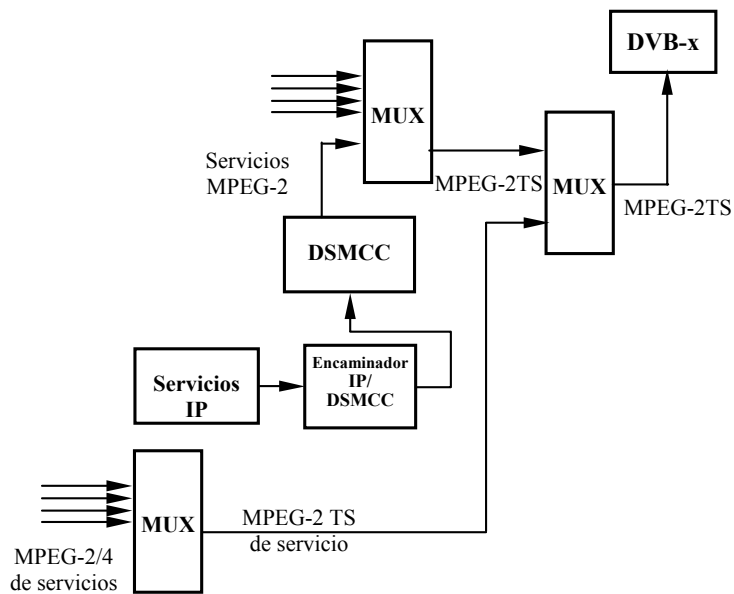 DVB-x
MUX
Servicios
MPEG-2
MPEG-2TS
MUX
MPEG-2TS
DSMCC
Servicios
IP
Encaminador
IP/
DSMCC
MUX
MPEG-2 TS
de servicio
MPEG-2/4
de servicios